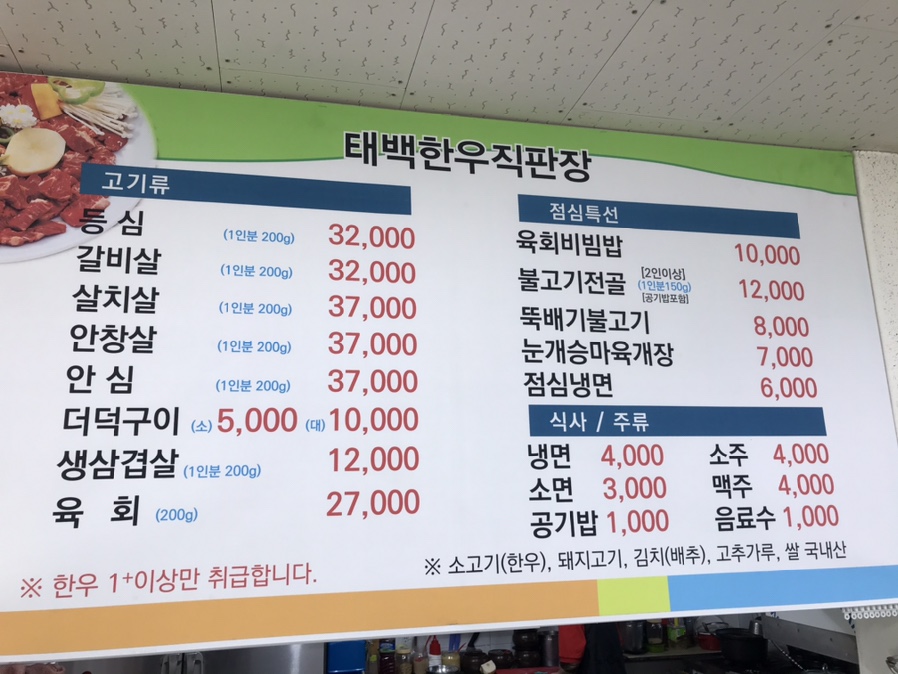 태백한우직판장
고기류
등 심 (1인분 200g) 32,000
갈비살 (1인분 200g) 32,000
살치살 (1인분 200g) 37,000
안창살 (1인분 200g) 37,000
안 심 (1인분 200g) 37,000
더덕구이 (소) 5,000 (대) 10,000
생삼겹살 (1인분 200g) 12,000
육 회 (200g) 27,000
※ 한우 1⁺이상만 취급합니다.
점심특선
육회비빔밥 10,000
불고기전골 [2인이상] (1인분150g) [공기밥포함] 12,000
뚝배기불고기 8,000
눈개승마육개장 7,000
점심냉면 6,000
식사 / 주류
냉면 4,000 소주 4,000
소면 3,000 맥주 4,000
공기밥 1,000 음료수 1,000
※ 소고기(한우), 돼지고기, 김치(배추), 고추가루, 쌀 국내산